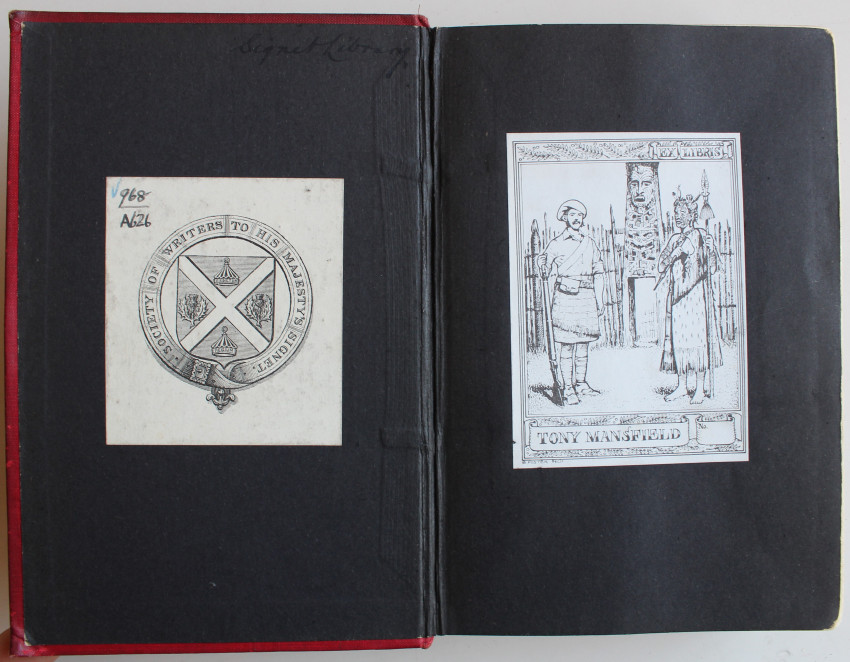 Signet Library
968
A626
SOCIETY OF WRITERS TO HIS MAJESTY'S SIGNET.
EX LIBRIS
TONY MANSFIELD
No.